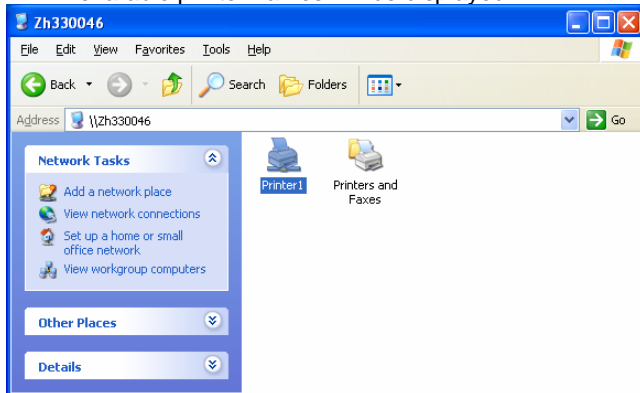 Zh330046
File Edit View Favorites Tools Help
Back Search Folders
Address \\Zh330046 Go
Network Tasks
Add a network place
View network connections
Set up a home or small
office network
View workgroup computers
Other Places
Details
Printer1
Printers and
Faxes